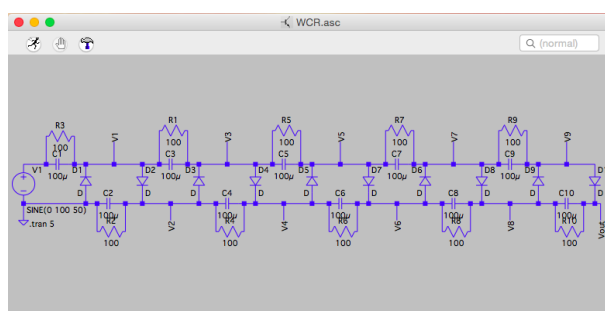 WCR.asc
(normal)
R3
R1
R5
R7
R9
100
100
100
100
100
V1
V3
V5
V7
V9
C1
C3
C5
C7
C9
100µ
100µ
100µ
100µ
100µ
V1
D1
D2
D3
D4
D5
D7
D6
D8
D9
D D D D D D D D D D
C2
C4
C6
C8
C10
100µ
100µ
100µ
100µ
100µ
SINE(0 100 50)
.tran 5
R2
R4
R6
R8
R10
100
100
100
100
100
V2
V4
V6
V8
Vout